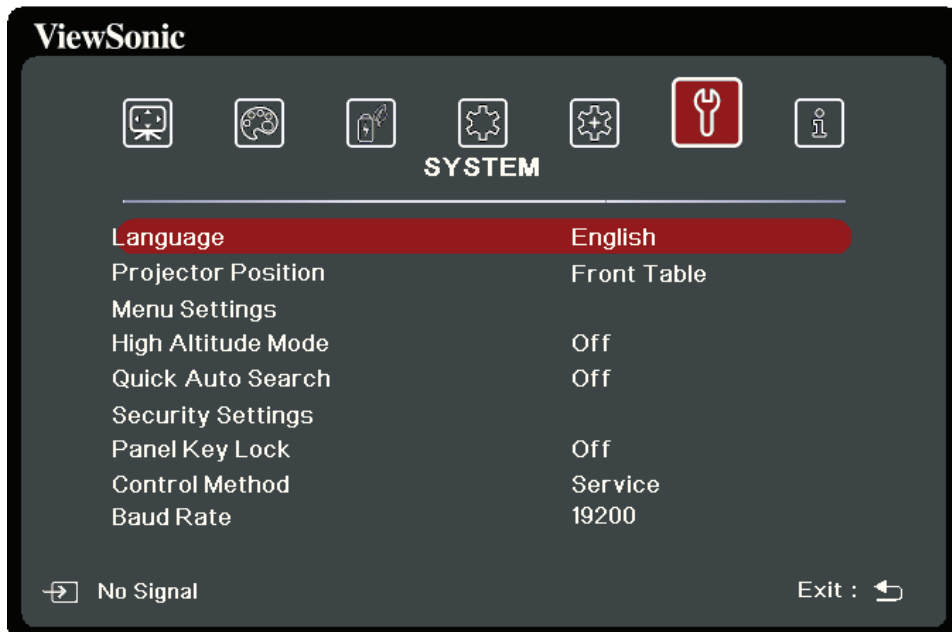 ViewSonic
SYSTEM
Language English
Projector Position Front Table
Menu Settings
High Altitude Mode Off
Quick Auto Search Off
Security Settings
Panel Key Lock Off
Control Method Service
Baud Rate 19200
No Signal Exit :